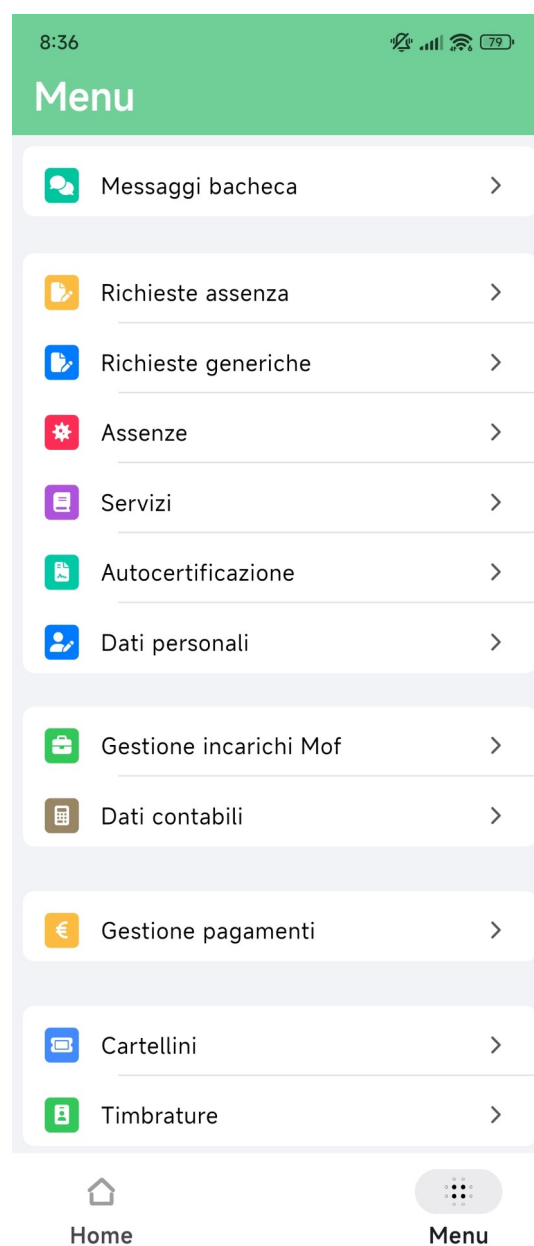 8:36
79
Menu
Messaggi bacheca
Richieste assenza
Richieste generiche
Assenze
Servizi
Autocertificazione
Dati personali
Gestione incarichi Mof
Dati contabili
Gestione pagamenti
Cartellini
Timbrature
Home
Menu